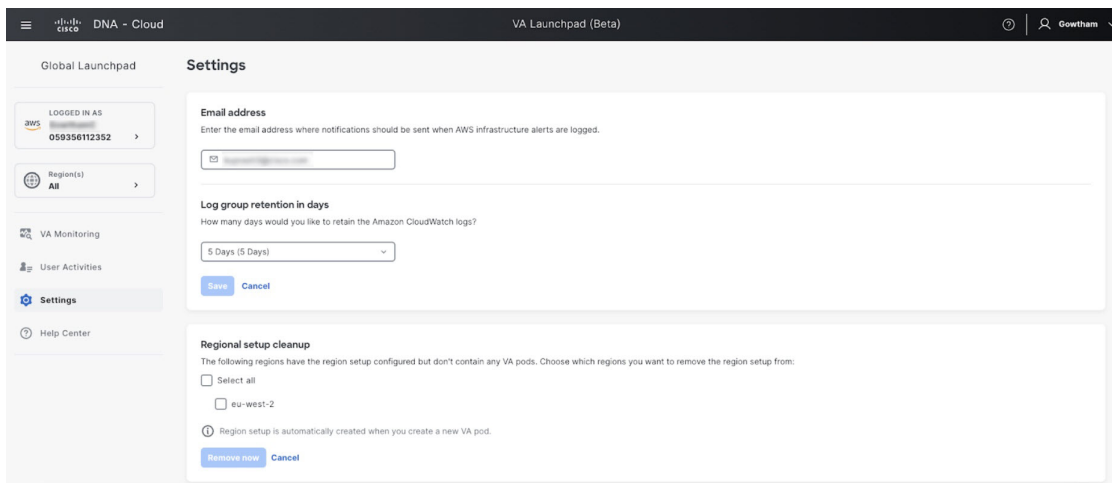 cisco DNA - Cloud
VA Launchpad (Beta)
Gowtham
Global Launchpad
aws
LOGGED IN AS
059356112352
Region(s)
All
VA Monitoring
User Activities
Settings
Help Center
Settings
Email address
Enter the email address where notifications should be sent when AWS infrastructure alerts are logged.
Log group retention in days
How many days would you like to retain the Amazon CloudWatch logs?
5 Days (5 Days)
Save Cancel
Regional setup cleanup
The following regions have the region setup configured but don't contain any VA pods. Choose which regions you want to remove the region setup from:
Select all
eu-west-2
Region setup is automatically created when you create a new VA pod.
Remove now Cancel